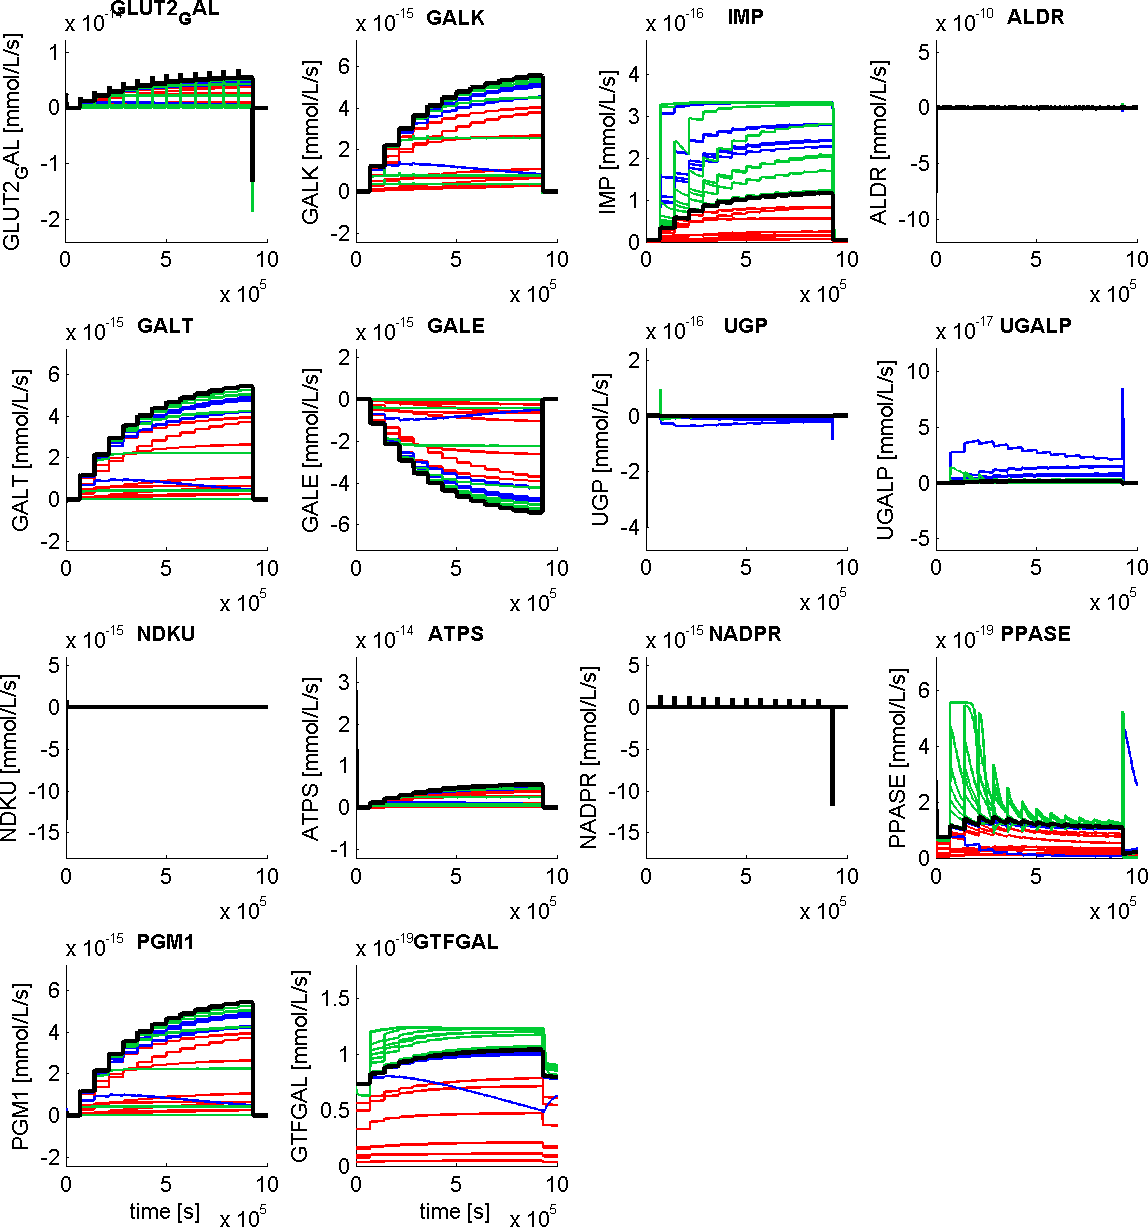 x 10^-14 GLUT2_GAL
GLUT2_GAL [mmol/L/s]
1
0
-1
-2
0 5 10
x 10^5
x 10^-15 GALK
GALK [mmol/L/s]
6
4
2
0
-2
0 5 10
x 10^5
x 10^-16 IMP
IMP [mmol/L/s]
4
3
2
1
0
0 5 10
x 10^5
x 10^-10 ALDR
ALDR [mmol/L/s]
5
0
-5
-10
0 5 10
x 10^5
x 10^-15 GALT
GALT [mmol/L/s]
6
4
2
0
-2
0 5 10
x 10^5
x 10^-15 GALE
GALE [mmol/L/s]
2
0
-2
-4
-6
0 5 10
x 10^5
x 10^-16 UGP
UGP [mmol/L/s]
2
0
-2
-4
0 5 10
x 10^5
x 10^-17 UGALP
UGALP [mmol/L/s]
10
5
0
-5
0 5 10
x 10^5
x 10^-15 NDKU
NDKU [mmol/L/s]
5
0
-5
-10
-15
0 5 10
x 10^5
x 10^-14 ATPS
ATPS [mmol/L/s]
3
2
1
0
-1
0 5 10
x 10^5
x 10^-15 NADPR
NADPR [mmol/L/s]
5
0
-5
-10
-15
0 5 10
x 10^5
x 10^-19 PPASE
PPASE [mmol/L/s]
6
4
2
0
0 5 10
x 10^5
x 10^-15 PGM1
PGM1 [mmol/L/s]
6
4
2
0
-2
0 5 10
time [s] x 10^5
x 10^-19 GTFGAL
GTFGAL [mmol/L/s]
1.5
1
0.5
0
0 5 10
time [s] x 10^5